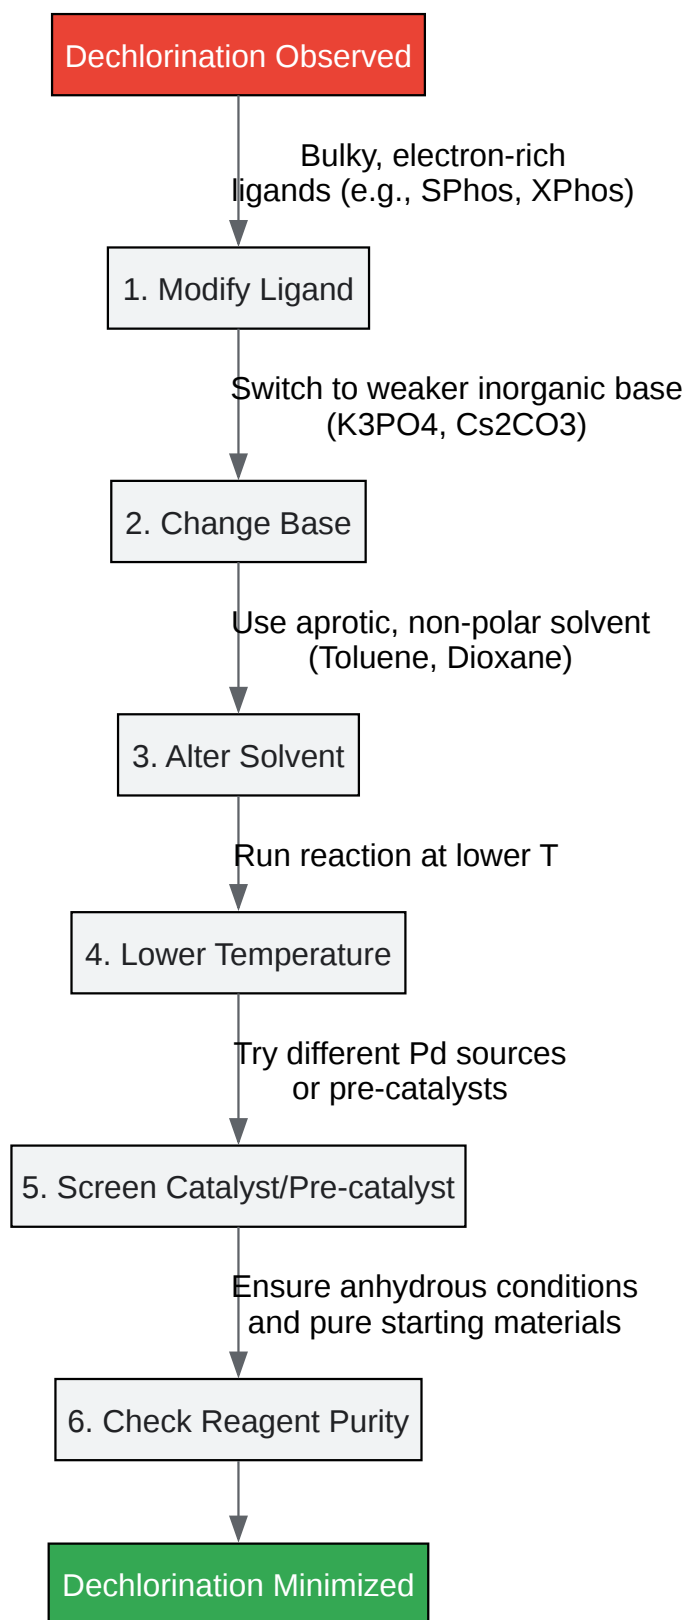 Dechlorination Observed
Bulky, electron-rich
ligands (e.g., SPhos, XPhos)
1. Modify Ligand
Switch to weaker inorganic base
(K3PO4, Cs2CO3)
2. Change Base
Use aprotic, non-polar solvent
(Toluene, Dioxane)
3. Alter Solvent
Run reaction at lower T
4. Lower Temperature
Try different Pd sources
or pre-catalysts
5. Screen Catalyst/Pre-catalyst
Ensure anhydrous conditions
and pure starting materials
6. Check Reagent Purity
Dechlorination Minimized